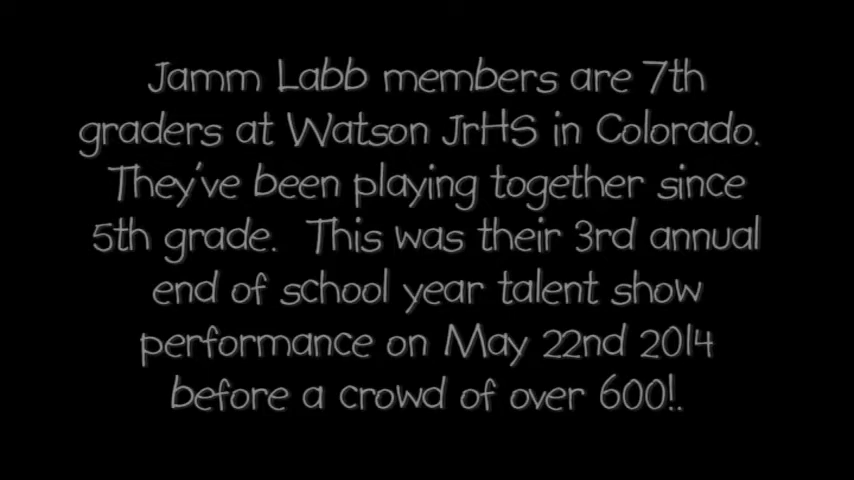 Jamm Labb members are 7th
graders at Watson JrHS in Colorado.
They've been playing together since
5th grade.  This was their 3rd annual
end of school year talent show
performance on May 22nd 2014
before a crowd of over 600!.